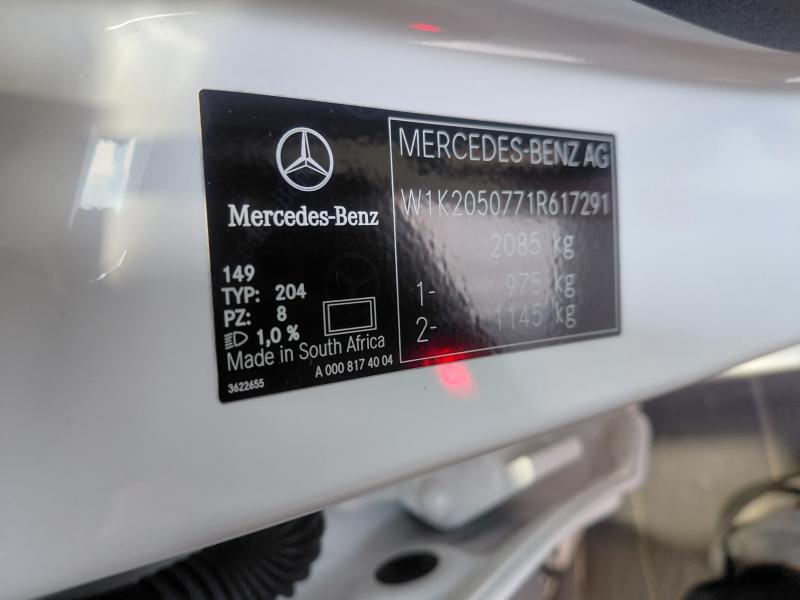 Mercedes-Benz
149
TYP: 204
PZ: 8
1,0 %
Made in South Africa
3622655
A 000 817 40 04
MERCEDES-BENZ AG
W1K2050771R617291
2085 kg
1- 975 kg
2- 1145 kg